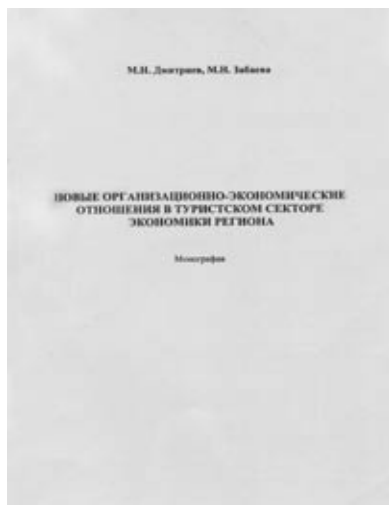 М.Н. Дмитриев, М.Н. Забаева
НОВЫЕ ОРГАНИЗАЦИОННО-ЭКОНОМИЧЕСКИЕ
ОТНОШЕНИЯ В ТУРИСТСКОМ СЕКТОРЕ
ЭКОНОМИКИ РЕГИОНА
Монография